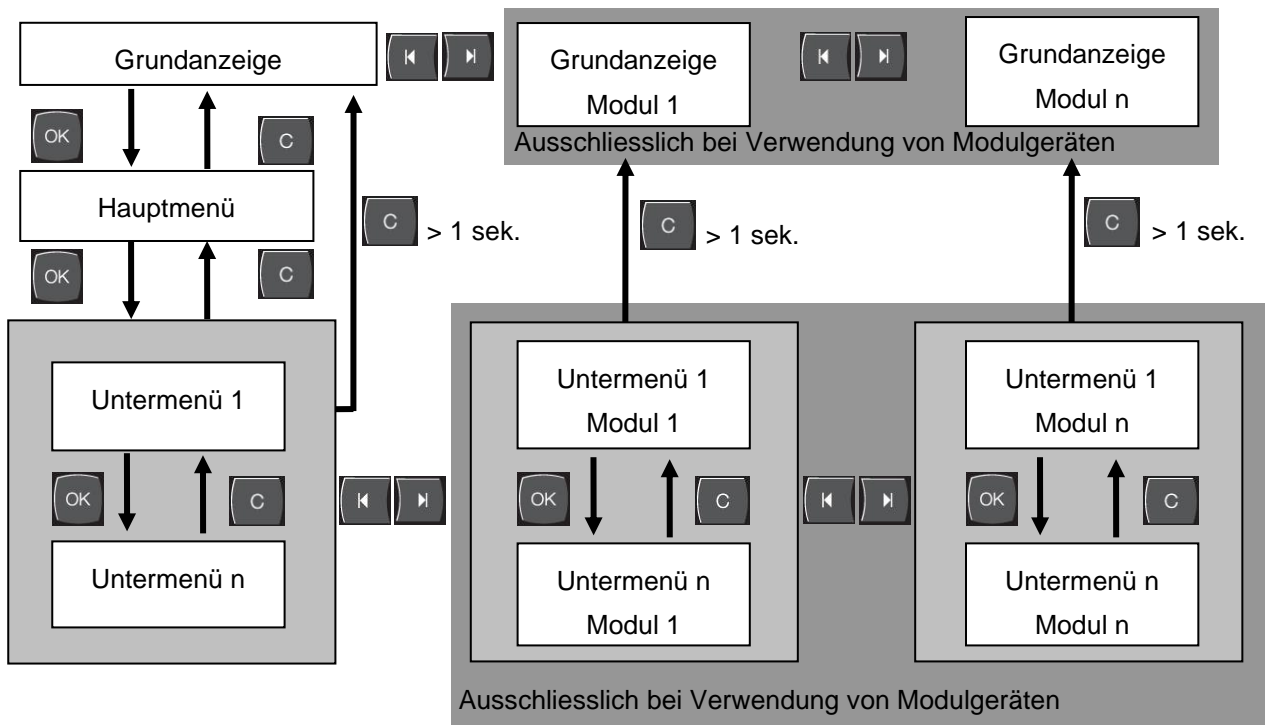 Grundanzeige
Grundanzeige
Modul 1
Grundanzeige
Modul n
Ausschliesslich bei Verwendung von Modulgeräten
OK
C
Hauptmenü
C
> 1 sek.
C
> 1 sek.
C
> 1 sek.
OK
C
Untermenü 1
Untermenü 1
Modul 1
Untermenü 1
Modul n
OK
C
OK
C
OK
C
Untermenü n
Untermenü n
Modul 1
Untermenü n
Modul n
Ausschliesslich bei Verwendung von Modulgeräten